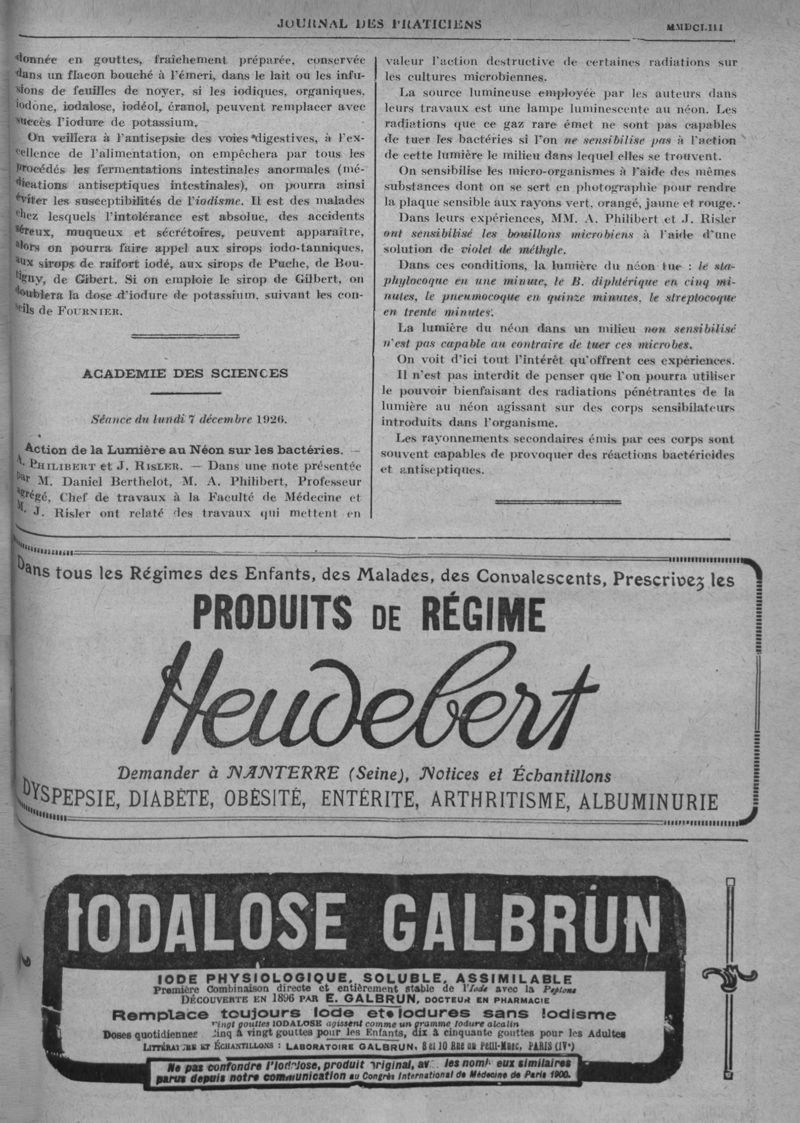 JOURNAL DES PRATICIENS
MMDCLIII
donnée en gouttes, fraîchement préparée, conservée
dans un flacon bouché à l'émeri, dans le lait ou les infu-
sions de feuilles de noyer, si les iodiques, organiques,
iodone, iodalose, iodéol, éranol, peuvent remplacer avec
succès l'iodure de potassium.
On veillera à l'antisepsie des voies digestives, à l'ex-
cellence de l'alimentation, on empêchera par tous les
procédés les fermentations intestinales anormales (mé-
dications antiseptiques intestinales), on pourra ainsi
éviter les susceptibilités de l'iodisme. Il est des malades
chez lesquels l'intolérance est absolue, des accidents
séreux, muqueux et sécrétoires, peuvent apparaître,
alors on pourra faire appel aux sirops iodo-tanniques,
aux sirops de raifort iodé, aux sirops de Puche, de Bou-
tigny, de Gibert. Si on emploie le sirop de Gilbert, on
doublera la dose d'iodure de potassium, suivant les con-
seils de FOURNIER.
ACADEMIE DES SCIENCES
Séance du lundi 7 décembre 1926.
Action de la Lumière au Néon sur les bactéries. —
A. PHILIBERT et J. RISLER. — Dans une note présentée
par M. Daniel Berthelot, M. A. Philibert, Professeur
agrégé, Chef de travaux à la Faculté de Médecine et
M. J. Risler ont relaté des travaux qui mettent en
valeur l'action destructive de certaines radiations sur
les cultures microbiennes.
La source lumineuse employée par les auteurs dans
leurs travaux est une lampe luminescente au néon. Les
radiations que ce gaz rare émet ne sont pas capables
de tuer les bactéries si l'on ne sensibilise pas à l'action
de cette lumière le milieu dans lequel elles se trouvent.
On sensibilise les micro-organismes à l'aide des mêmes
substances dont on se sert en photographie pour rendre
la plaque sensible aux rayons vert, orangé, jaune et rouge.
Dans leurs expériences, MM. A. Philibert et J. Risler
ont sensibilisé les bouillons microbiens à l'aide d'une
solution de violet de méthyle.
Dans ces conditions, la lumière du néon tue : le sta-
phylocoque en une minute, le B. diphtérique en cinq mi-
nutes, le pneumocoque en quinze minutes, le streptocoque
en trente minutes.
La lumière du néon dans un milieu non sensibilisé
n'est pas capable au contraire de tuer ces microbes.
On voit d'ici tout l'intérêt qu'offrent ces expériences.
Il n'est pas interdit de penser que l'on pourra utiliser
le pouvoir bienfaisant des radiations pénétrantes de la
lumière au néon agissant sur des corps sensibilateurs
introduits dans l'organisme.
Les rayonnements secondaires émis par ces corps sont
souvent capables de provoquer des réactions bactéricides
et antiseptiques.
Dans tous les Régimes des Enfants, des Malades, des Convalescents, Prescrivez les
PRODUITS DE RÉGIME
Heudebert
Demander à NANTERRE (Seine), Notices et Échantillons
DYSPEPSIE, DIABÈTE, OBÉSITÉ, ENTÉRITE, ARTHRITISME, ALBUMINURIE
IODALOSE GALBRUN
IODE PHYSIOLOGIQUE, SOLUBLE, ASSIMILABLE
Première Combinaison directe et entièrement stable de l'Iode avec la Peptone
DÉCOUVERTE EN 1896 PAR E. GALBRUN, DOCTEUR EN PHARMACIE
Remplace toujours Iode et Iodures sans Iodisme
Vingt gouttes IODALOSE agissent comme un gramme Iodure alcalin
Doses quotidiennes cinq à vingt gouttes pour les Enfants, dix à cinquante gouttes pour les Adultes
LITTÉRATURE ET ÉCHANTILLONS : LABORATOIRE GALBRUN, 8 et 10 Rue du Petit-Musc, PARIS (IVe)
Ne pas confondre l'Iodalose, produit original, avec les nombreux similaires
parus depuis notre communication au Congrès International de Médecine de Paris 1900.